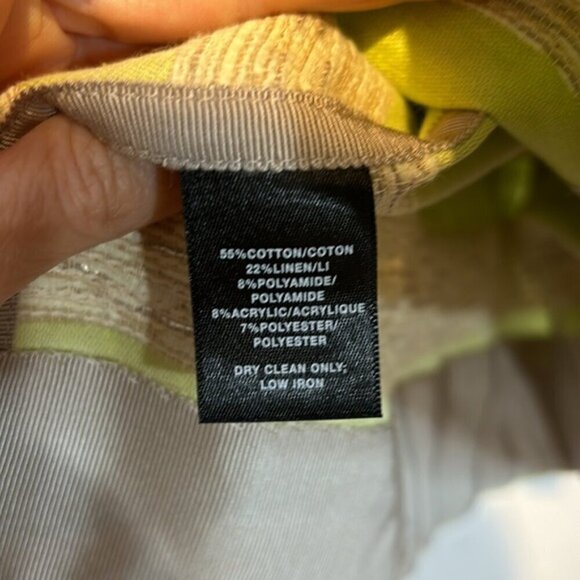 55%COTTON/COTON
22%LINEN/LI
8%POLYAMIDE/
POLYAMIDE
8%ACRYLIC/ACRYLIQUE
7%POLYESTER/
POLYESTER
DRY CLEAN ONLY;
LOW IRON